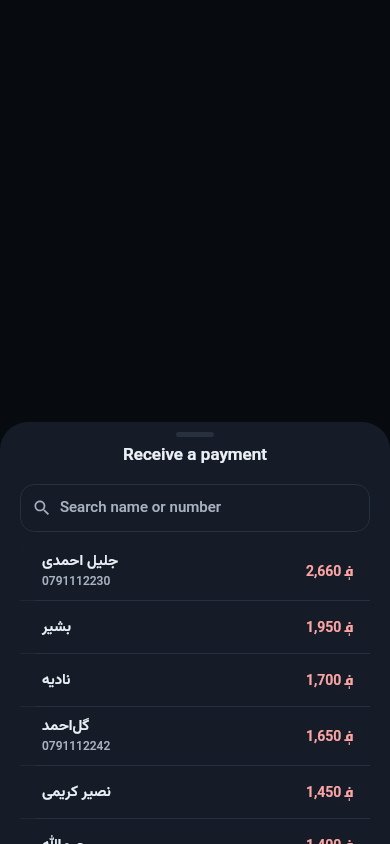 Receive a payment
Search name or number
جلیل احمدی
0791112230
2,660 ؋
بشیر
1,950 ؋
نادیه
1,700 ؋
گل‌احمد
0791112242
1,650 ؋
نصیر کریمی
1,450 ؋